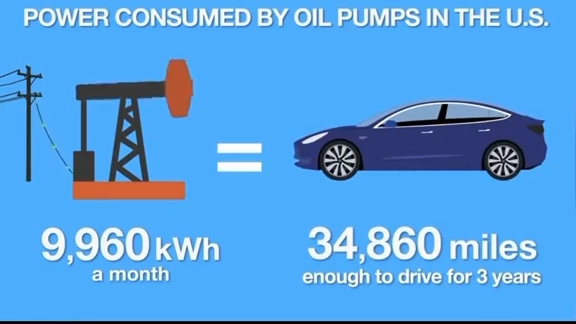 POWER CONSUMED BY OIL PUMPS IN THE U.S.
9,960 kWh
a month
=
34,860 miles
enough to drive for 3 years